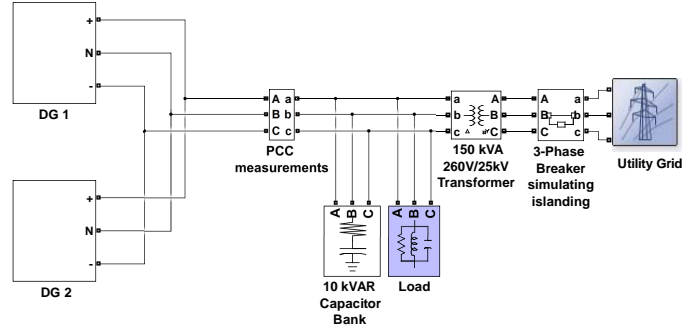 +
N
-
DG 1
+
N
-
DG 2
A a
B b
C c
PCC
measurements
A B C
10 kVAR
Capacitor
Bank
A B C
Load
a A
b B
c C
150 kVA
260V/25kV
Transformer
A a
B b
C c
3-Phase
Breaker
simulating
islanding
Utility Grid